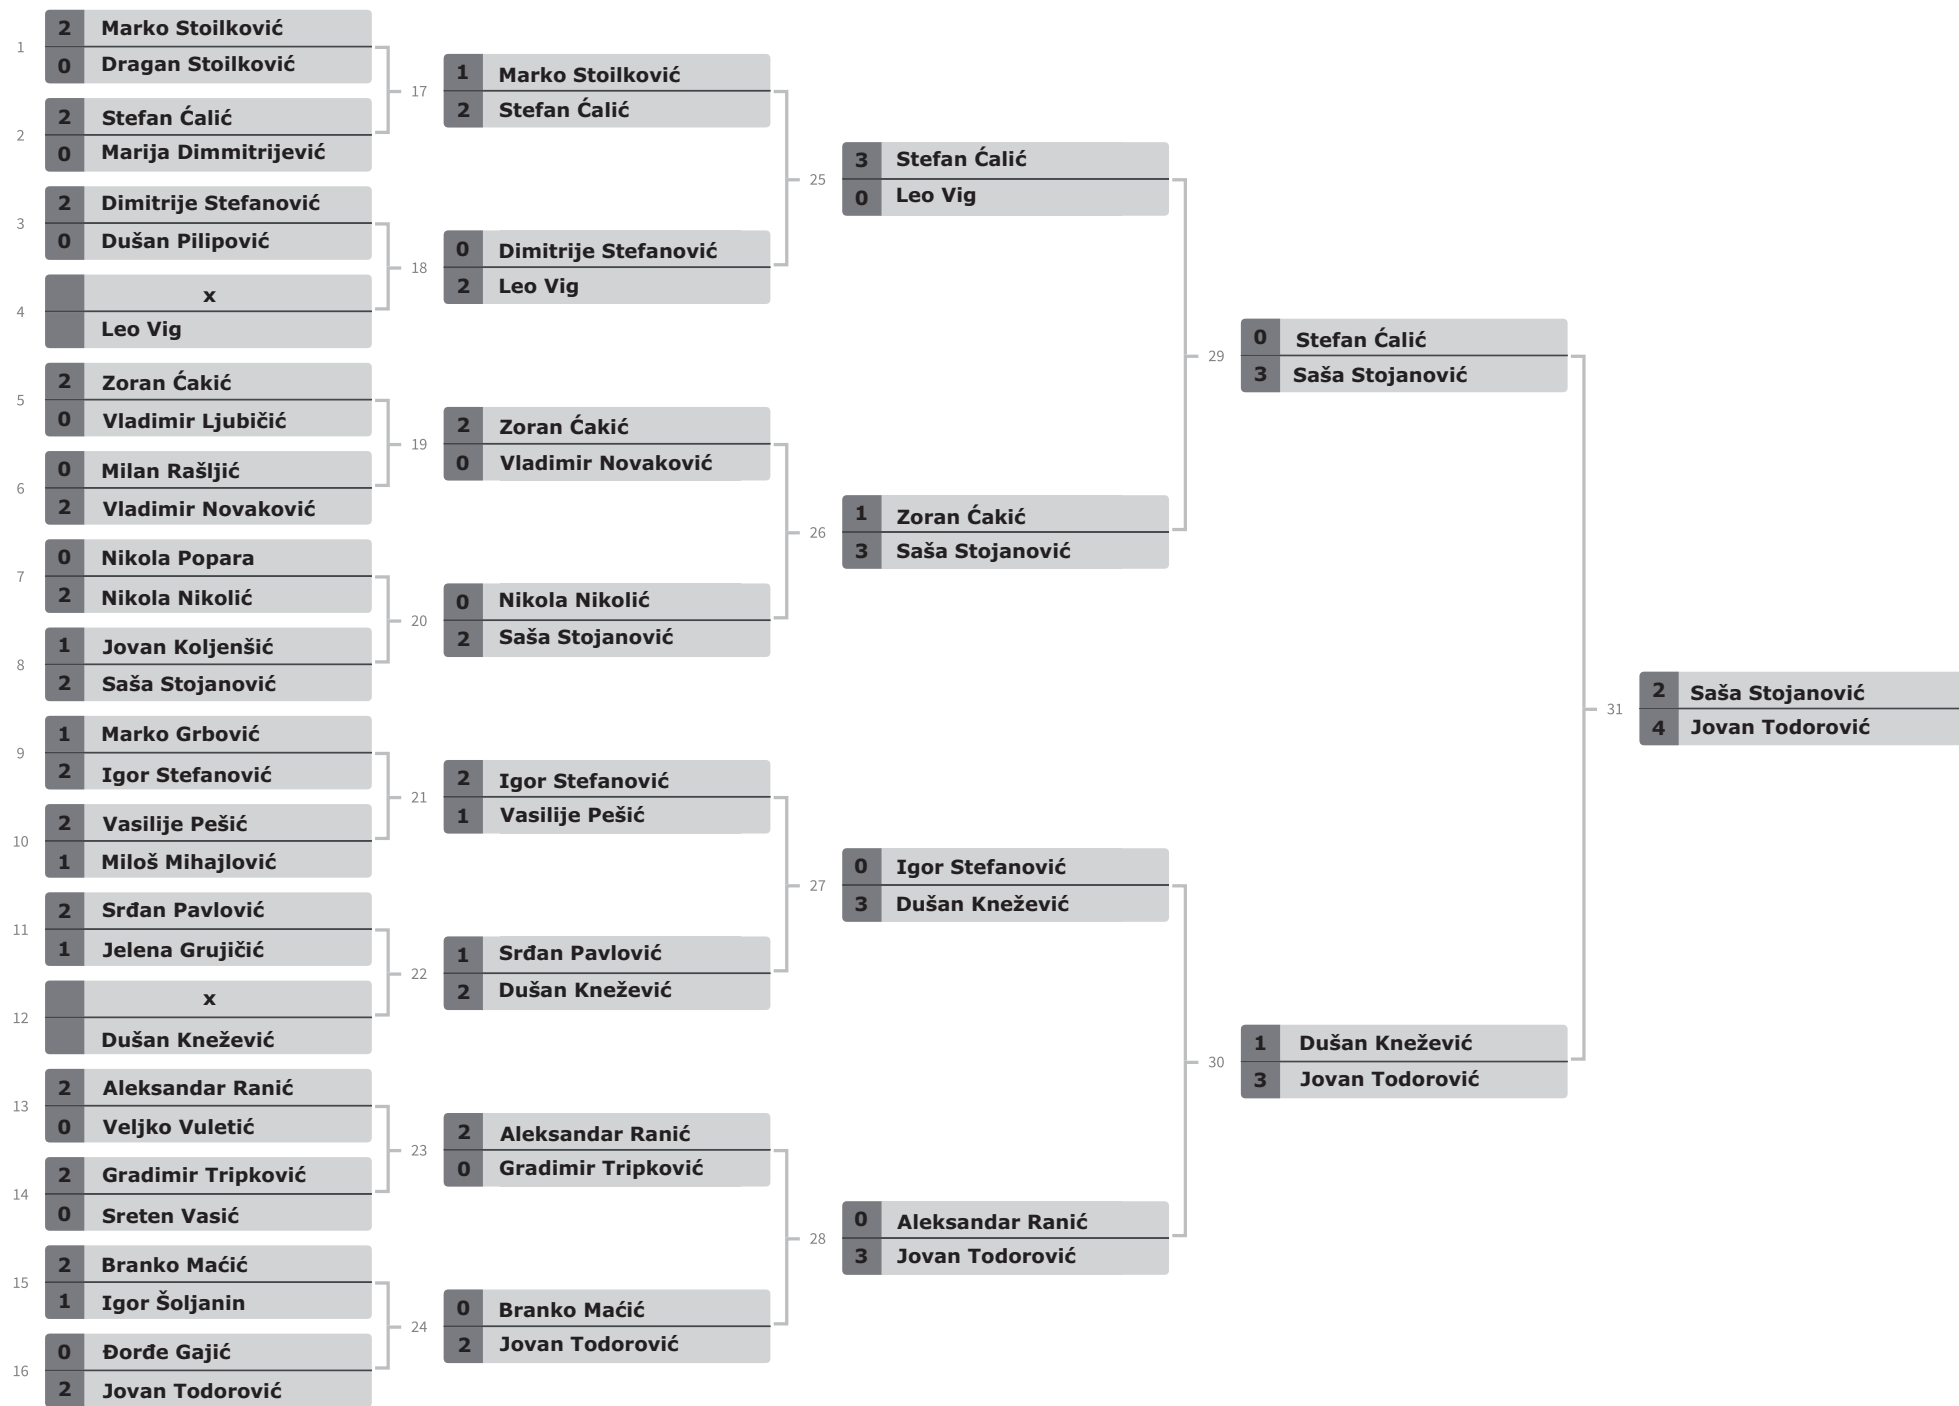 1
2 Marko Stoilković
0 Dragan Stoilković
2
2 Stefan Ćalić
0 Marija Dimmitrijević
3
2 Dimitrije Stefanović
0 Dušan Pilipović
4
x
Leo Vig
5
2 Zoran Ćakić
0 Vladimir Ljubičić
6
0 Milan Rašljić
2 Vladimir Novaković
7
0 Nikola Popara
2 Nikola Nikolić
8
1 Jovan Koljenšić
2 Saša Stojanović
9
1 Marko Grbović
2 Igor Stefanović
10
2 Vasilije Pešić
1 Miloš Mihajlović
11
2 Srđan Pavlović
1 Jelena Grujičić
12
x
Dušan Knežević
13
2 Aleksandar Ranić
0 Veljko Vuletić
14
2 Gradimir Tripković
0 Sreten Vasić
15
2 Branko Maćić
1 Igor Šoljanin
16
0 Đorđe Gajić
2 Jovan Todorović
17
1 Marko Stoilković
2 Stefan Ćalić
18
0 Dimitrije Stefanović
2 Leo Vig
19
2 Zoran Ćakić
0 Vladimir Novaković
20
0 Nikola Nikolić
2 Saša Stojanović
21
2 Igor Stefanović
1 Vasilije Pešić
22
1 Srđan Pavlović
2 Dušan Knežević
23
2 Aleksandar Ranić
0 Gradimir Tripković
24
0 Branko Maćić
2 Jovan Todorović
25
3 Stefan Ćalić
0 Leo Vig
26
1 Zoran Ćakić
3 Saša Stojanović
27
0 Igor Stefanović
3 Dušan Knežević
28
0 Aleksandar Ranić
3 Jovan Todorović
29
0 Stefan Ćalić
3 Saša Stojanović
30
1 Dušan Knežević
3 Jovan Todorović
31
2 Saša Stojanović
4 Jovan Todorović